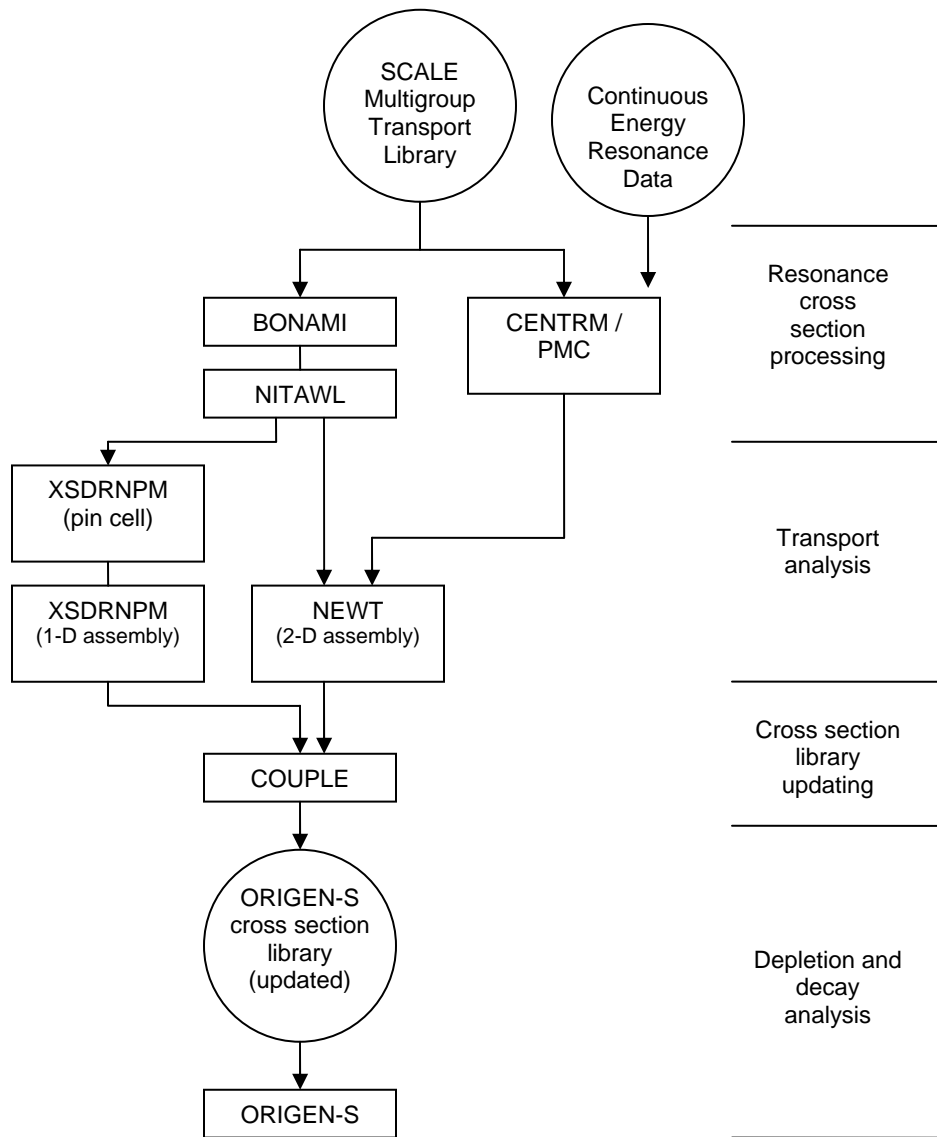 SCALE
Multigroup
Transport
Library
Continuous
Energy
Resonance
Data
Resonance
cross
section
processing
BONAMI
CENTRM /
PMC
NITAWL
XSDRNPM
(pin cell)
Transport
analysis
XSDRNPM
(1-D assembly)
NEWT
(2-D assembly)
Cross section
library
updating
COUPLE
ORIGEN-S
cross section
library
(updated)
Depletion and
decay
analysis
ORIGEN-S